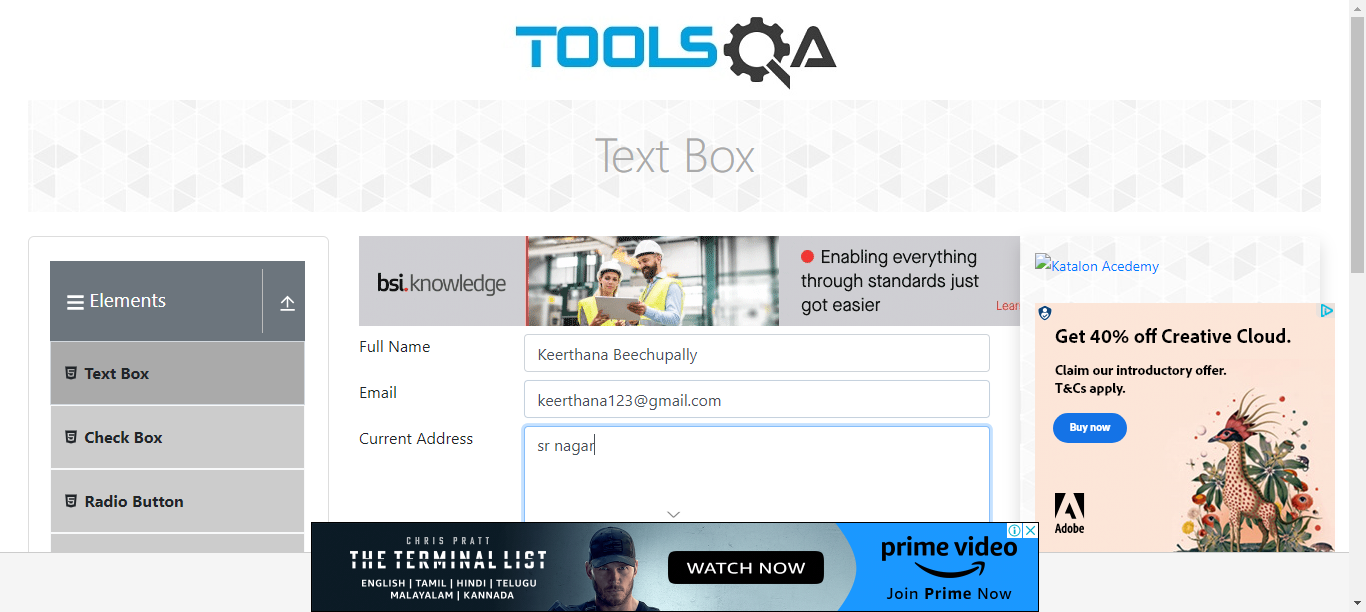 TOOLSQA
Text Box
Elements
Text Box
Check Box
Radio Button
bsi.knowledge
Enabling everything
through standards just
got easier
Lear
Full Name
Keerthana Beechupally
Email
keerthana123@gmail.com
Current Address
sr nagar
Katalon Acedemy
Get 40% off Creative Cloud.
Claim our introductory offer.
T&Cs apply.
Buy now
Adobe
CHRIS PRATT
THE TERMINAL LIST
ENGLISH | TAMIL | HINDI | TELUGU
MALAYALAM | KANNADA
WATCH NOW
prime video
Join Prime Now